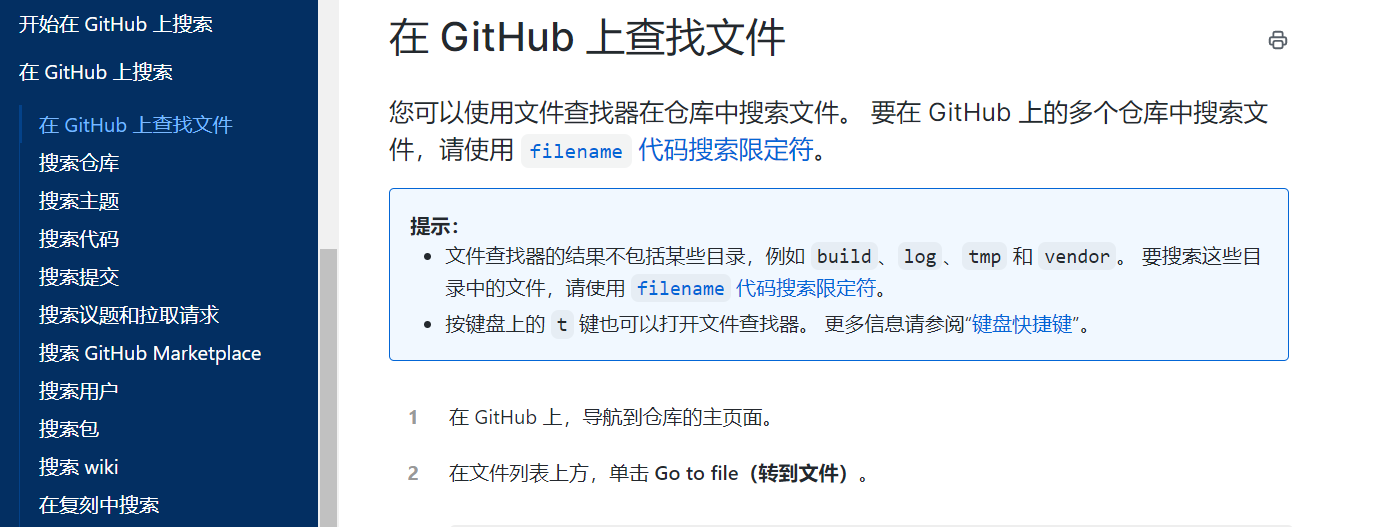 开始在 GitHub 上搜索
在 GitHub 上搜索
在 GitHub 上查找文件
搜索仓库
搜索主题
搜索代码
搜索提交
搜索议题和拉取请求
搜索 GitHub Marketplace
搜索用户
搜索包
搜索 wiki
在复刻中搜索
在 GitHub 上查找文件
您可以使用文件查找器在仓库中搜索文件。 要在 GitHub 上的多个仓库中搜索文
件，请使用 filename 代码搜索限定符。
提示：
• 文件查找器的结果不包括某些目录，例如 build、log、tmp 和 vendor。 要搜索这些目
录中的文件，请使用 filename 代码搜索限定符。
• 按键盘上的 t 键也可以打开文件查找器。 更多信息请参阅“键盘快捷键”。
1 在 GitHub 上，导航到仓库的主页面。
2 在文件列表上方，单击 Go to file（转到文件）。